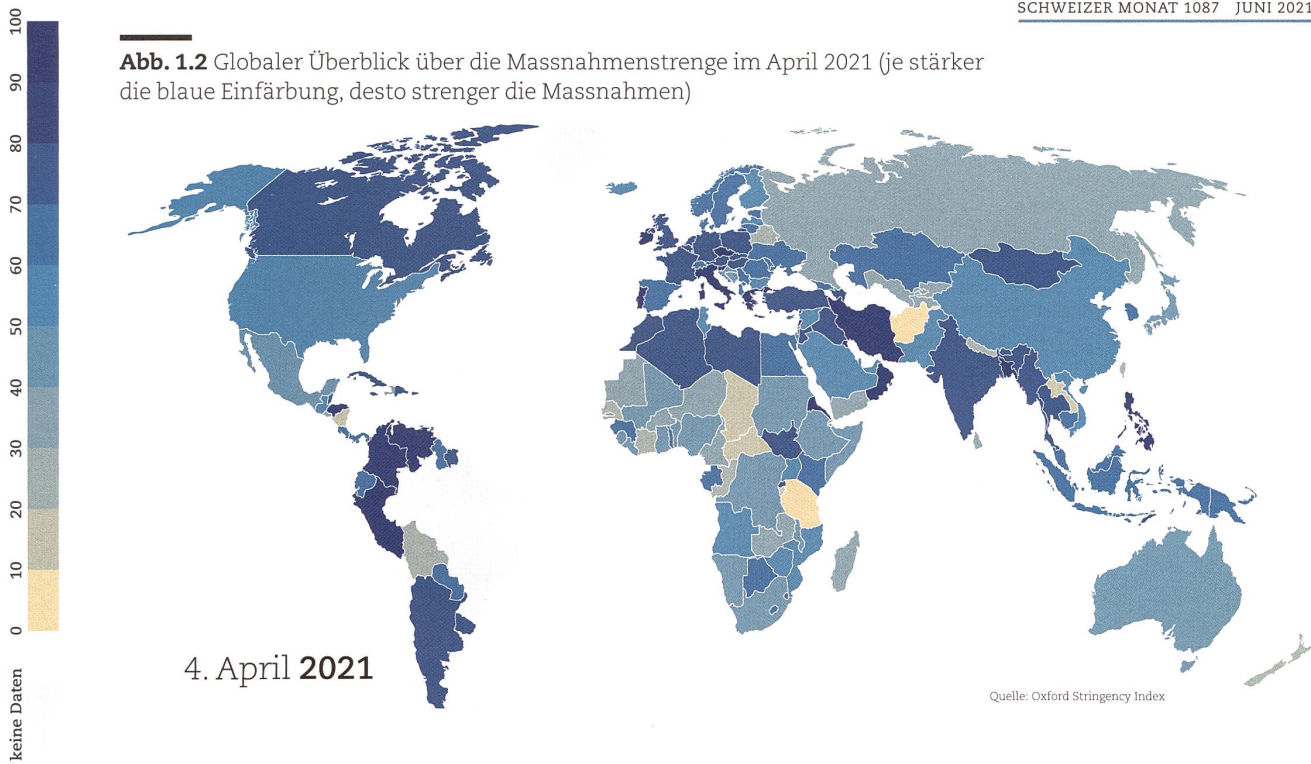 SCHWEIZER MONAT 1087 JUNI 2021
Abb. 1.2 Globaler Überblick über die Massnahmenstrenge im April 2021 (je stärker
die blaue Einfärbung, desto strenger die Massnahmen)
100
90
80
70
60
50
40
30
20
10
0
keine Daten
4. April 2021
Quelle: Oxford Stringency Index